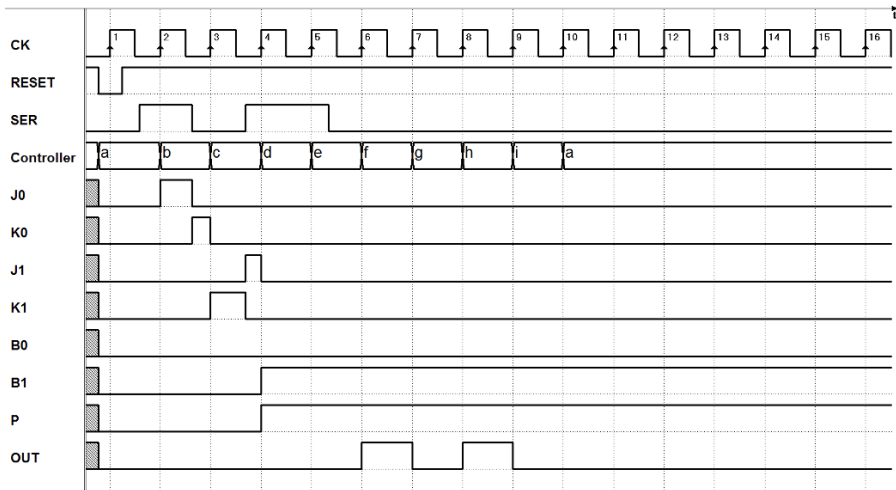 t
CK 1 2 3 4 5 6 7 8 9 10 11 12 13 14 15 16
RESET
SER
Controller a b c d e f g h i a
J0
K0
J1
K1
B0
B1
P
OUT